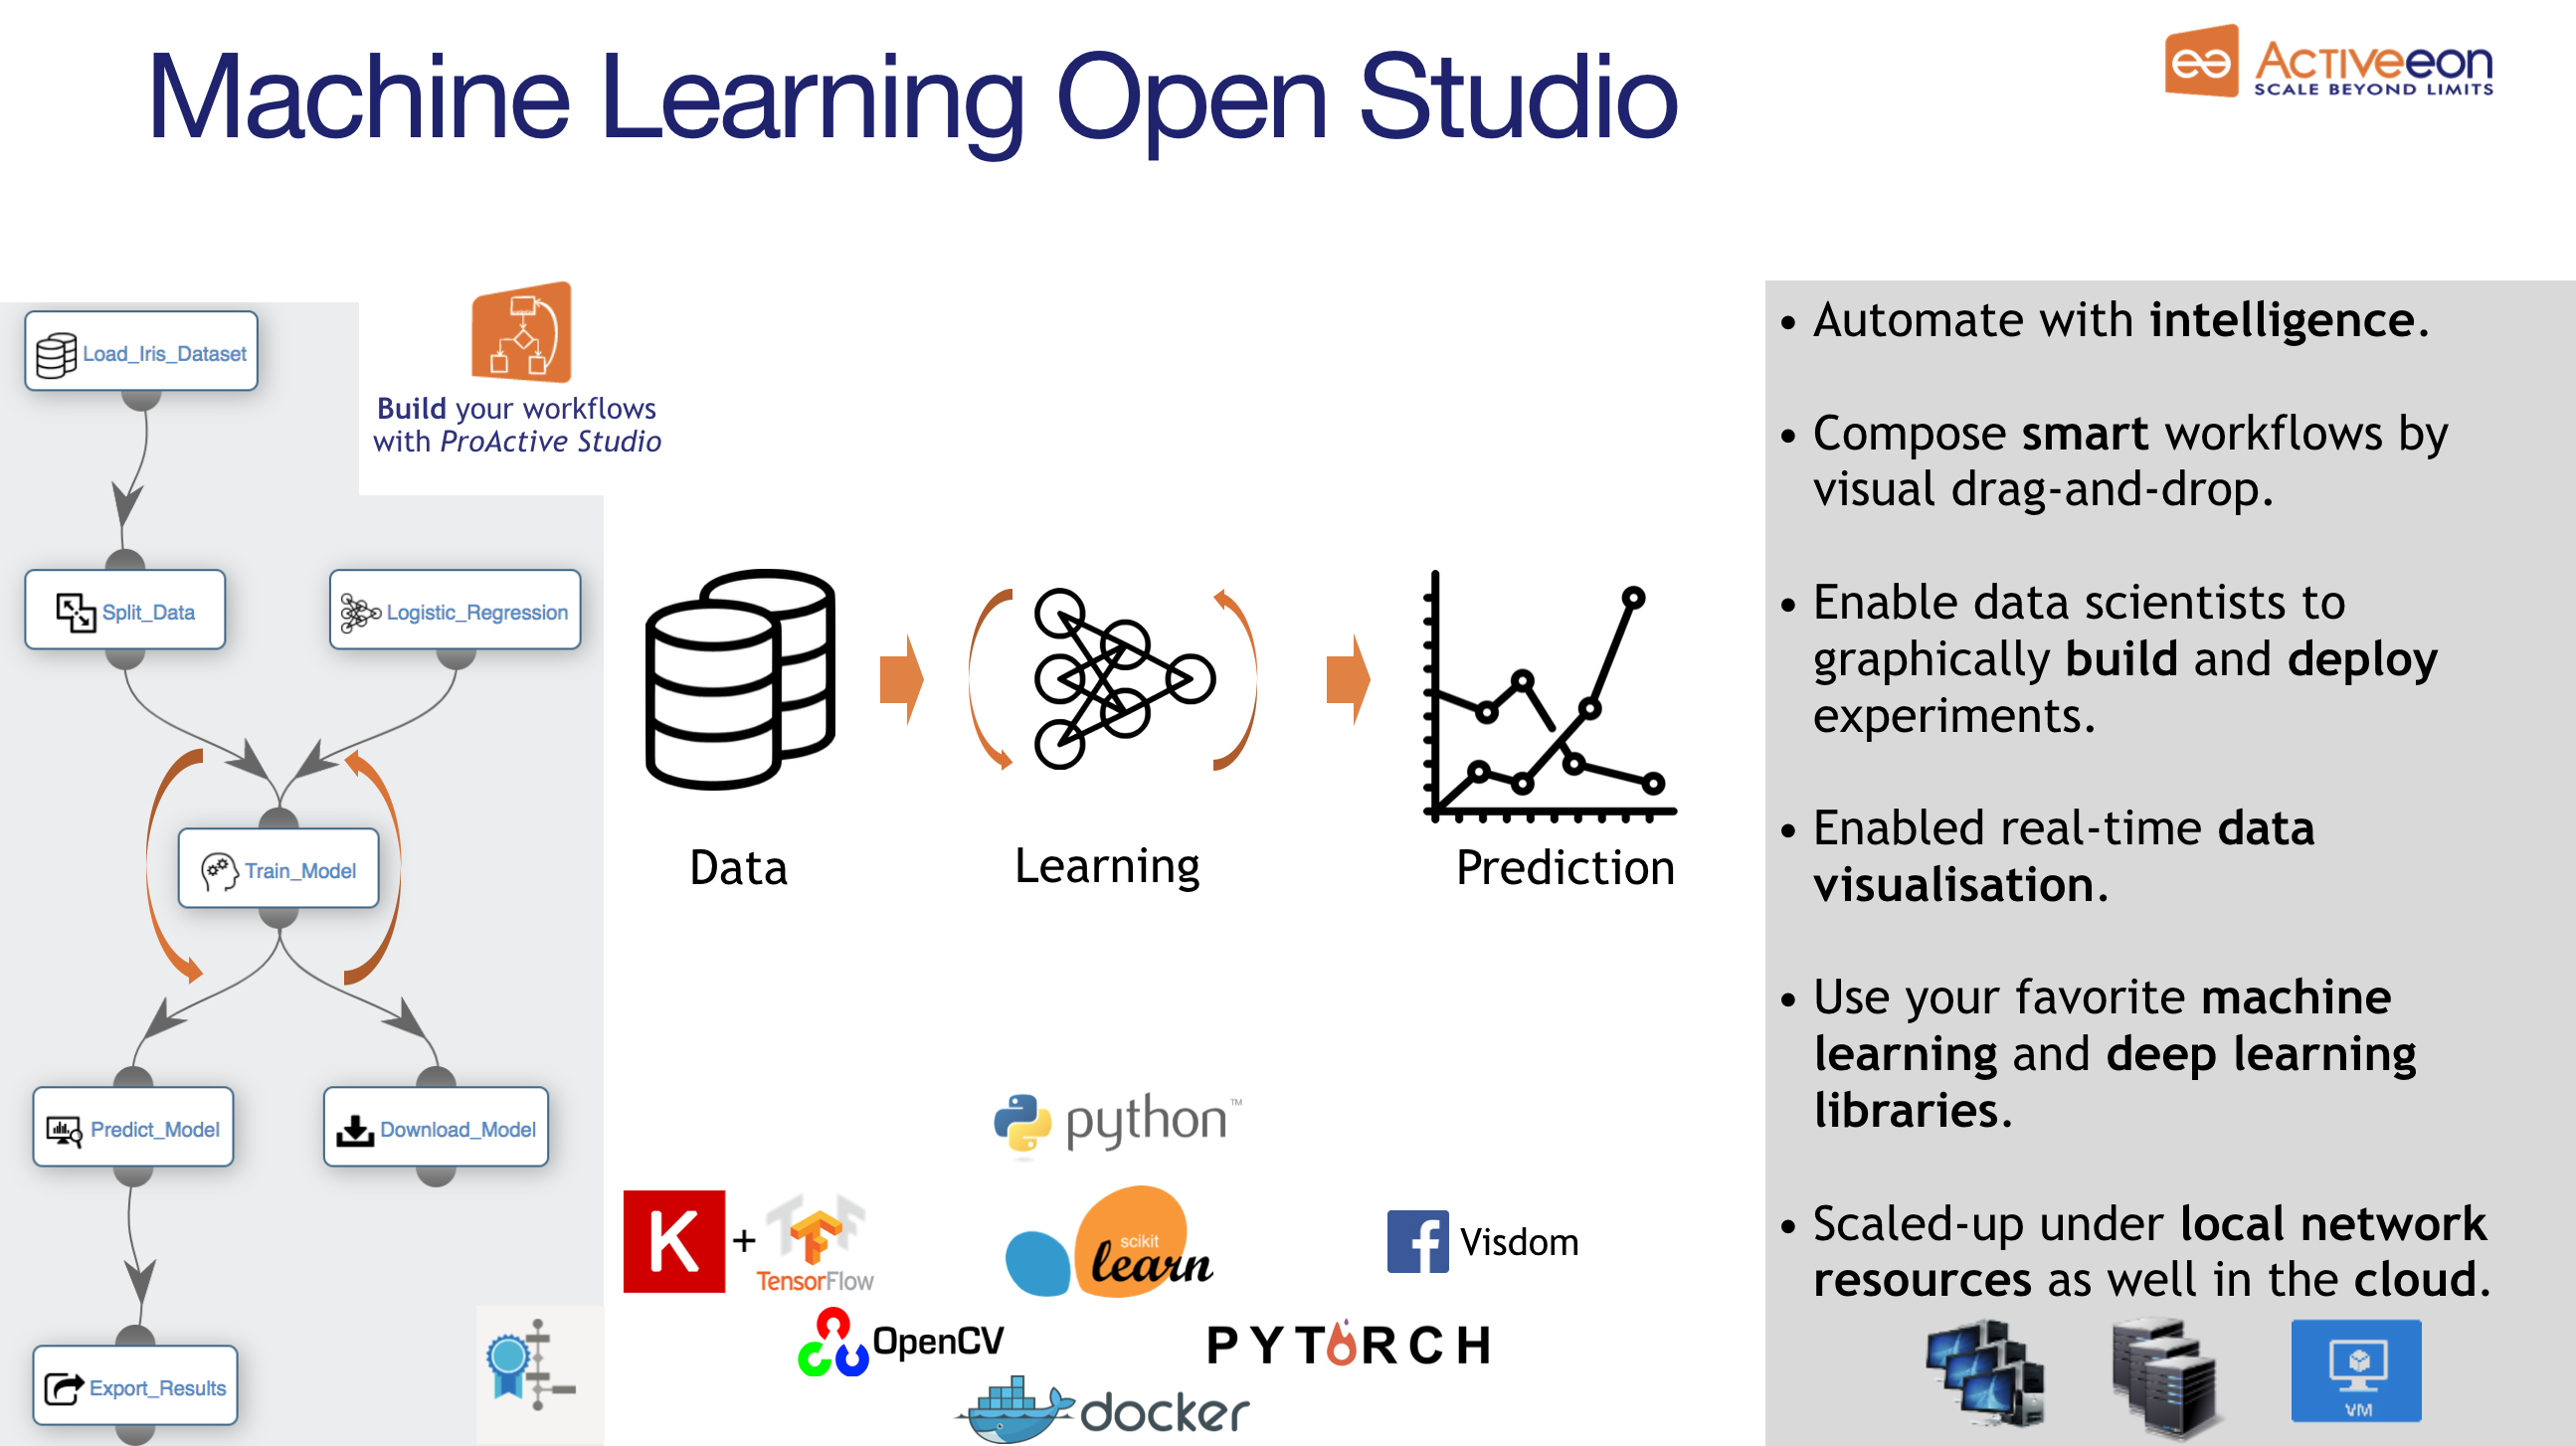 Machine Learning Open Studio
Activeeon
SCALE BEYOND LIMITS
Load_Iris_Dataset
Build your workflows
with ProActive Studio
Split_Data
Logistic_Regression
Train_Model
Predict_Model
Download_Model
Export_Results
Data
Learning
Prediction
python™
K + TF
TensorFlow
scikit
learn
f Visdom
OpenCV
PYTORCH
docker
• Automate with intelligence.
• Compose smart workflows by
visual drag-and-drop.
• Enable data scientists to
graphically build and deploy
experiments.
• Enabled real-time data
visualisation.
• Use your favorite machine
learning and deep learning
libraries.
• Scaled-up under local network
resources as well in the cloud.
VM